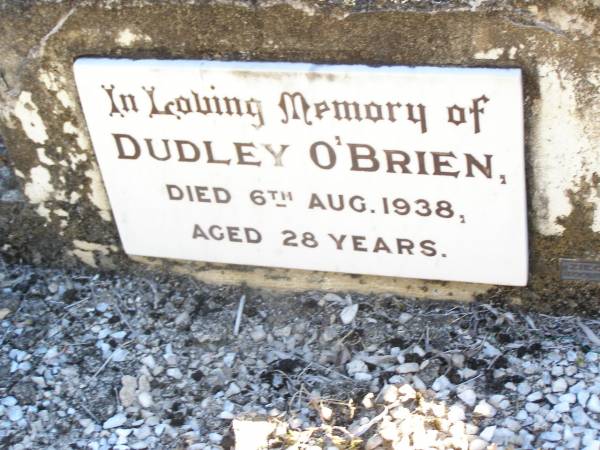 In Loving Memory of
DUDLEY O'BRIEN,
DIED 6TH AUG. 1938,
AGED 28 YEARS.